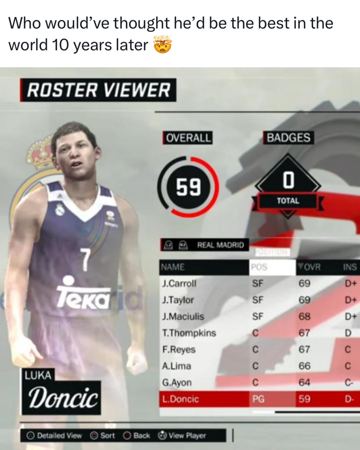 Who would’ve thought he’d be the best in the
world 10 years later 🤯
ROSTER VIEWER
OVERALL
BADGES
59
0
TOTAL
REAL MADRID
NAME POS OVR INS
J.Carroll SF 69 D+
J.Taylor SF 69 D+
J.Maciulis SF 68 D+
T.Thompkins C 67 D
F.Reyes C 67 C
A.Lima C 66 C
G.Ayon C 64 C-
L.Doncic PG 59 D-
7
Teka
LUKA
Doncic
Detailed View Sort Back View Player